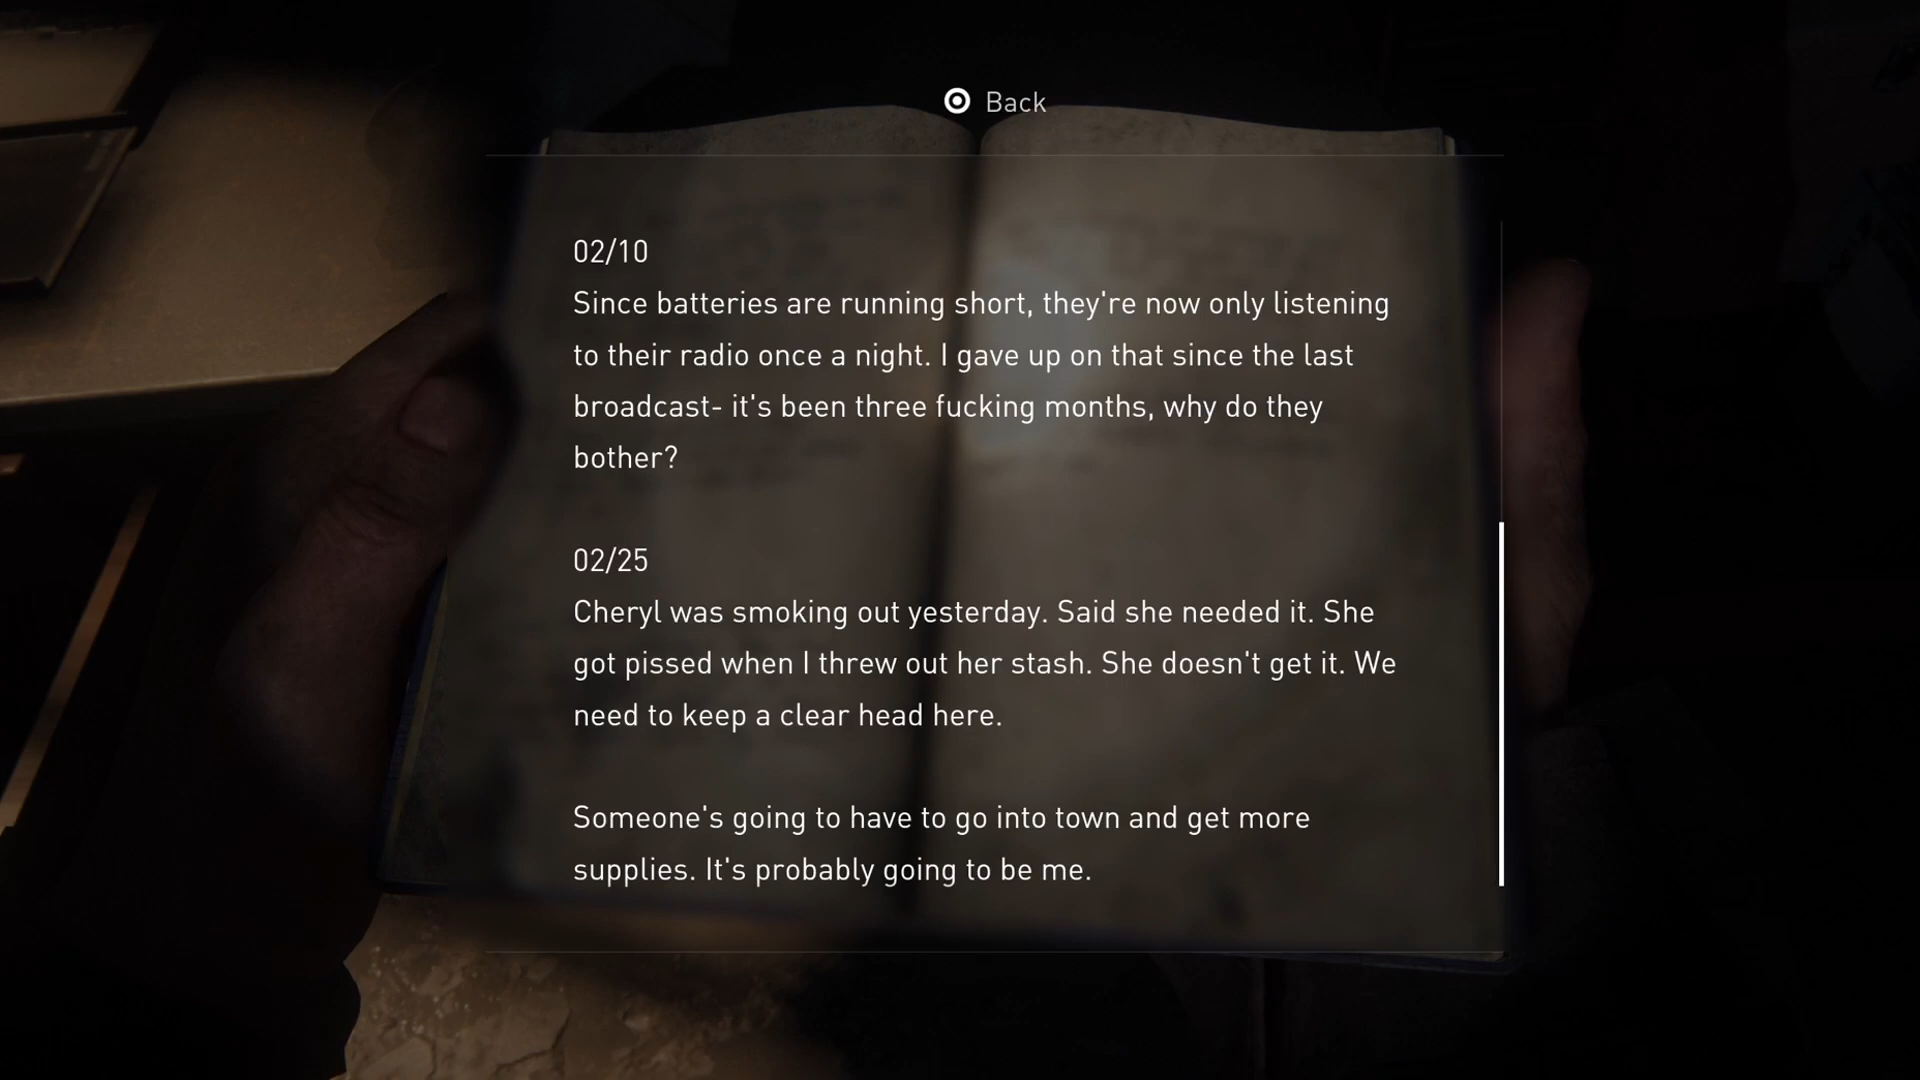 Back
02/10
Since batteries are running short, they're now only listening
to their radio once a night. I gave up on that since the last
broadcast- it's been three fucking months, why do they
bother?
02/25
Cheryl was smoking out yesterday. Said she needed it. She
got pissed when I threw out her stash. She doesn't get it. We
need to keep a clear head here.
Someone's going to have to go into town and get more
supplies. It's probably going to be me.